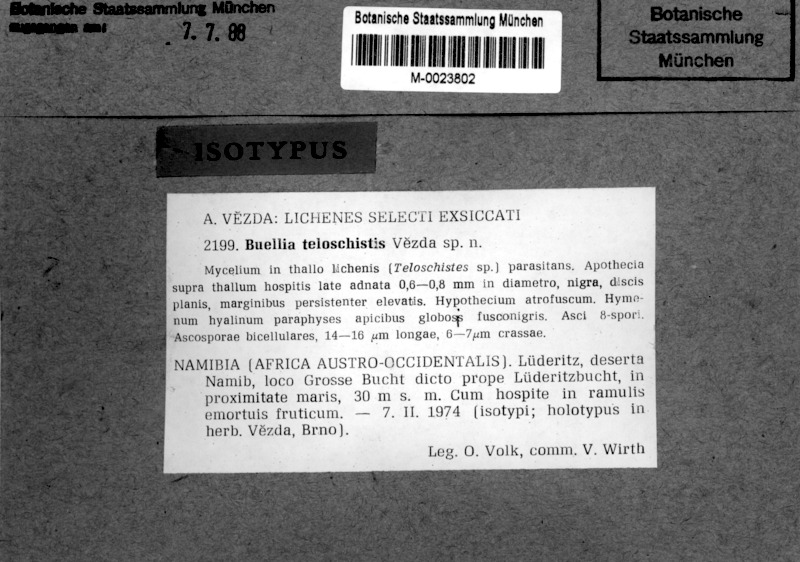 Botanische Staatssammlung München
zugegangen am:
7. 7. 88
Botanische Staatssammlung München
M-0023802
Botanische
Staatssammlung
München
ISOTYPUS
A. VĚZDA: LICHENES SELECTI EXSICCATI
2199. Buellia teloschistis Vězda sp. n.
Mycelium in thallo lichenis (Teloschistes sp.) parasitans. Apothecia
supra thallum hospitis late adnata 0,6—0,8 mm in diametro, nigra, discis
planis, marginibus persistenter elevatis. Hypothecium atrofuscum. Hyme-
num hyalinum paraphyses apicibus globosis fusconigris. Asci 8-spori.
Ascosporae bicellulares, 14—16 μm longae, 6—7μm crassae.
NAMIBIA (AFRICA AUSTRO-OCCIDENTALIS). Lüderitz, deserta
Namib, loco Grosse Bucht dicto prope Lüderitzbucht, in
proximitate maris, 30 m s. m. Cum hospite in ramulis
emortuis fruticum. — 7. II. 1974 (isotypi; holotypus in
herb. Vězda, Brno).
Leg. O. Volk, comm. V. Wirth